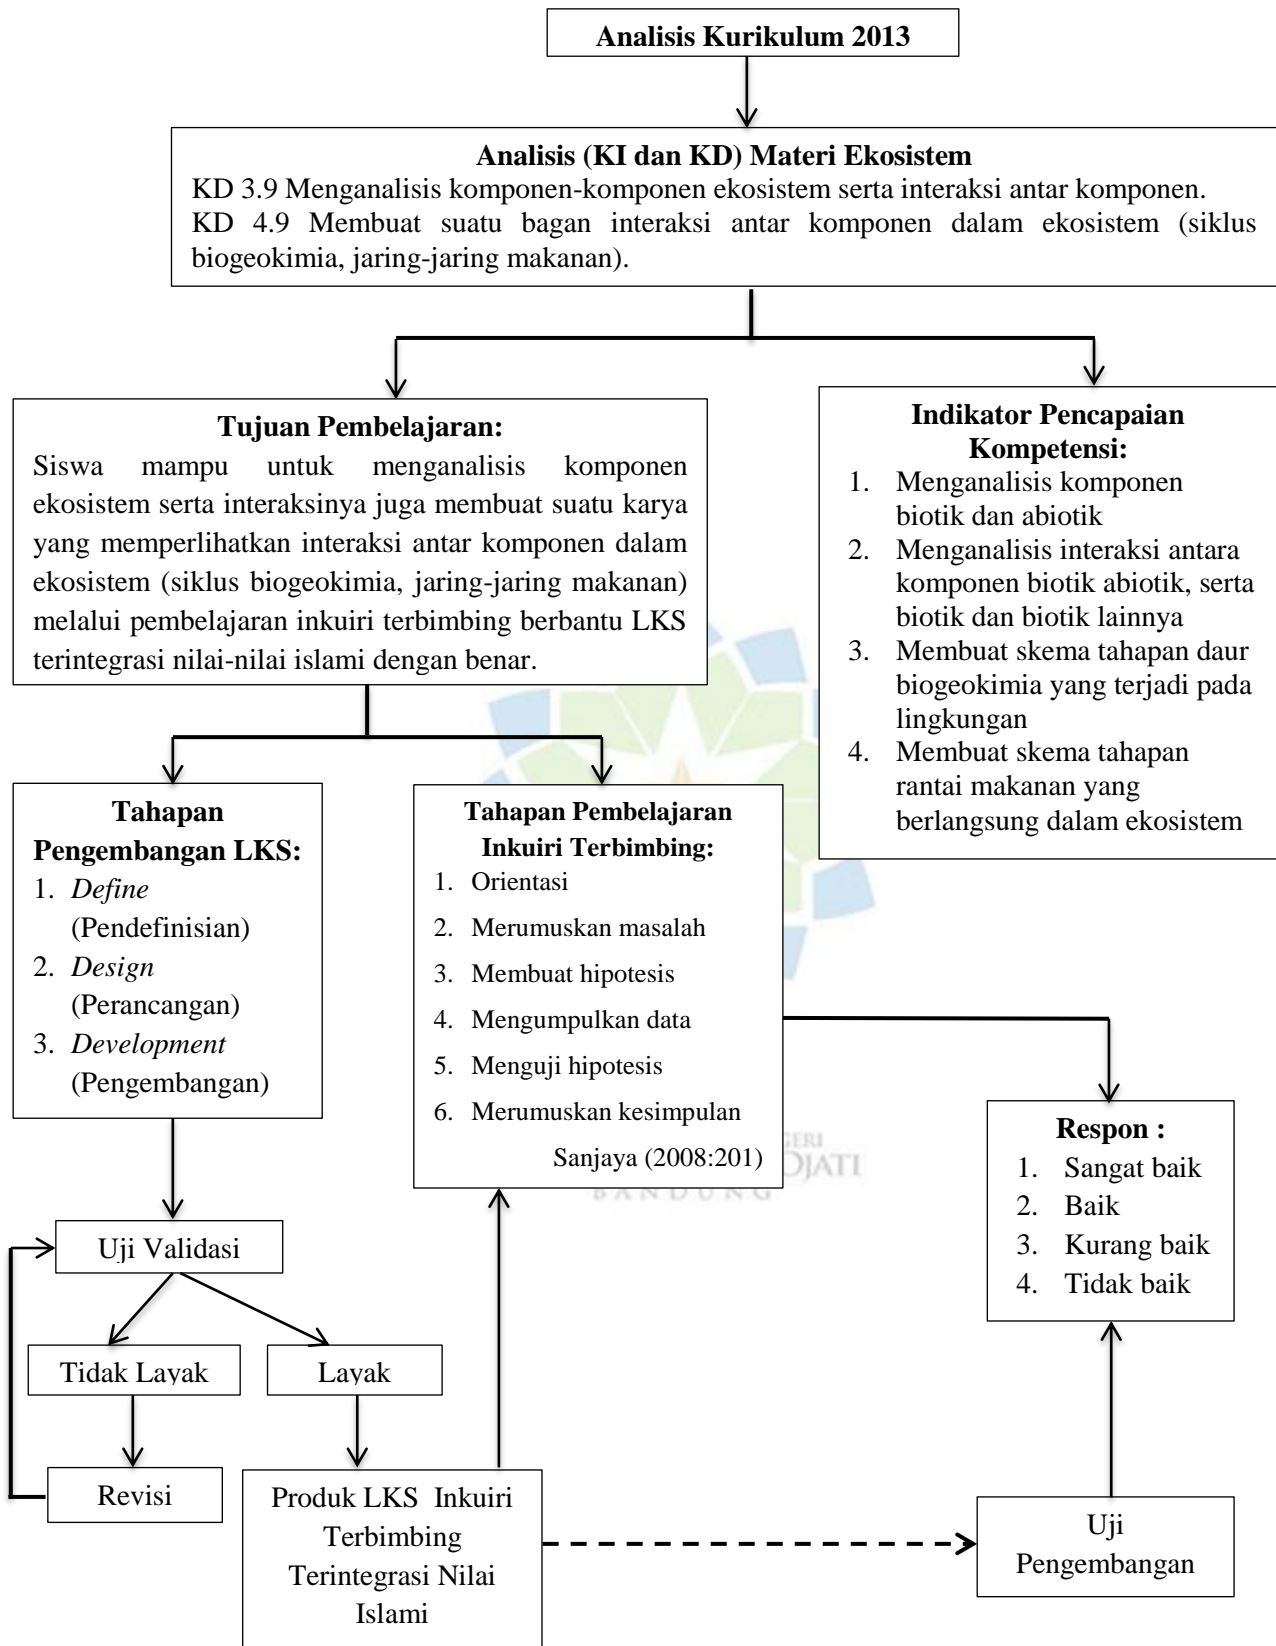 Analisis Kurikulum 2013
Analisis (KI dan KD) Materi Ekosistem
KD 3.9 Menganalisis komponen-komponen ekosistem serta interaksi antar komponen.
KD 4.9 Membuat suatu bagan interaksi antar komponen dalam ekosistem (siklus
biogeokimia, jaring-jaring makanan).
Tujuan Pembelajaran:
Siswa mampu untuk menganalisis komponen
ekosistem serta interaksinya juga membuat suatu karya
yang memperlihatkan interaksi antar komponen dalam
ekosistem (siklus biogeokimia, jaring-jaring makanan)
melalui pembelajaran inkuiri terbimbing berbantu LKS
terintegrasi nilai-nilai islami dengan benar.
Indikator Pencapaian
Kompetensi:
1. Menganalisis komponen
biotik dan abiotik
2. Menganalisis interaksi antara
komponen biotik abiotik, serta
biotik dan biotik lainnya
3. Membuat skema tahapan daur
biogeokimia yang terjadi pada
lingkungan
4. Membuat skema tahapan
rantai makanan yang
berlangsung dalam ekosistem
Tahapan
Pengembangan LKS:
1. Define
(Pendefinisian)
2. Design
(Perancangan)
3. Development
(Pengembangan)
Tahapan Pembelajaran
Inkuiri Terbimbing:
1. Orientasi
2. Merumuskan masalah
3. Membuat hipotesis
4. Mengumpulkan data
5. Menguji hipotesis
6. Merumuskan kesimpulan
Sanjaya (2008:201)
BANDUNG
Respon :
1. Sangat baik
2. Baik
3. Kurang baik
4. Tidak baik
Uji Validasi
Tidak Layak
Layak
Revisi
Produk LKS Inkuiri
Terbimbing
Terintegrasi Nilai
Islami
Uji
Pengembangan